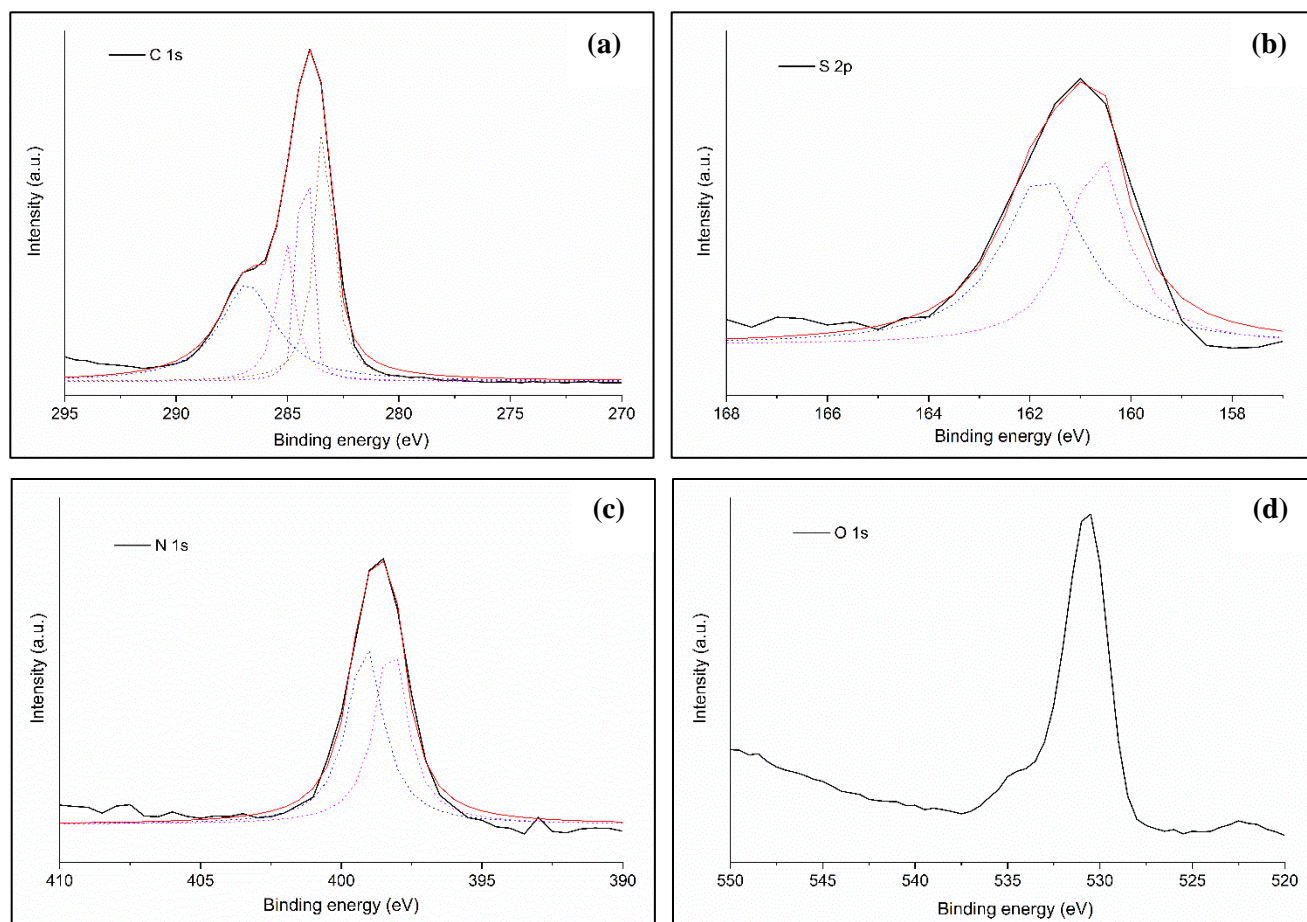 (a)
C 1s
Intensity (a.u.)
295 290 285 280 275 270
Binding energy (eV)
(b)
S 2p
Intensity (a.u.)
168 166 164 162 160 158
Binding energy (eV)
(c)
N 1s
Intensity (a.u.)
410 405 400 395 390
Binding energy (eV)
(d)
O 1s
Intensity (a.u.)
550 545 540 535 530 525 520
Binding energy (eV)